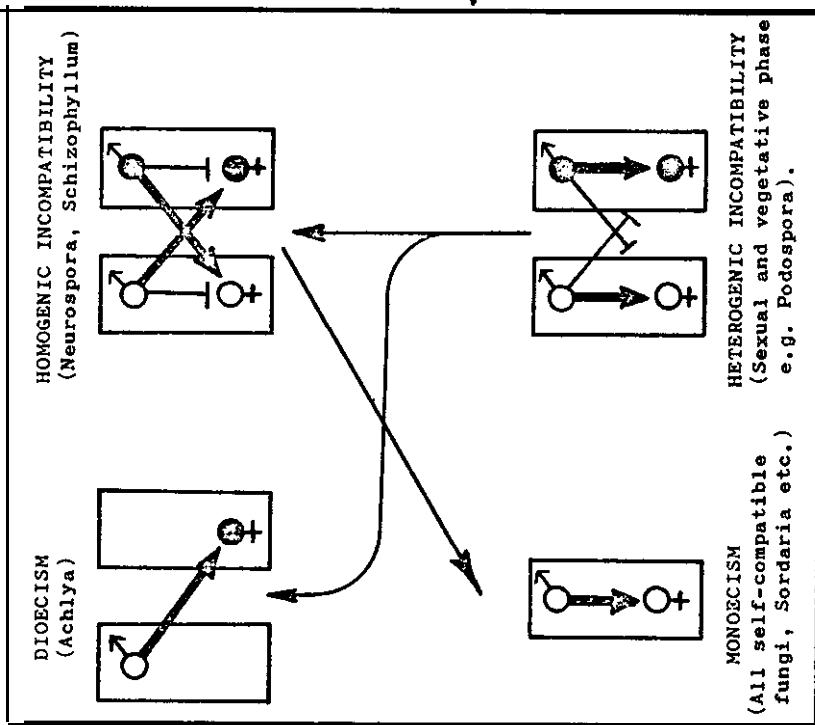 DIOECISM
(Achlya)
HOMOGENIC INCOMPATIBILITY
(Neurospora, Schizophyllum)
MONOECISM
(All self-compatible
fungi, Sordaria etc.)
HETEROGENIC INCOMPATIBILITY
(Sexual and vegetative phase
e.g. Podospora).